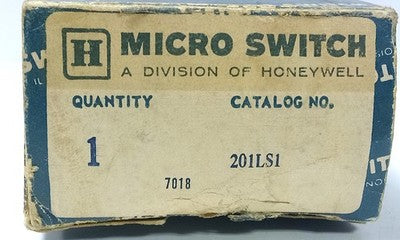 H MICRO SWITCH
A DIVISION OF HONEYWELL
QUANTITY CATALOG NO.
1 201LS1
7018